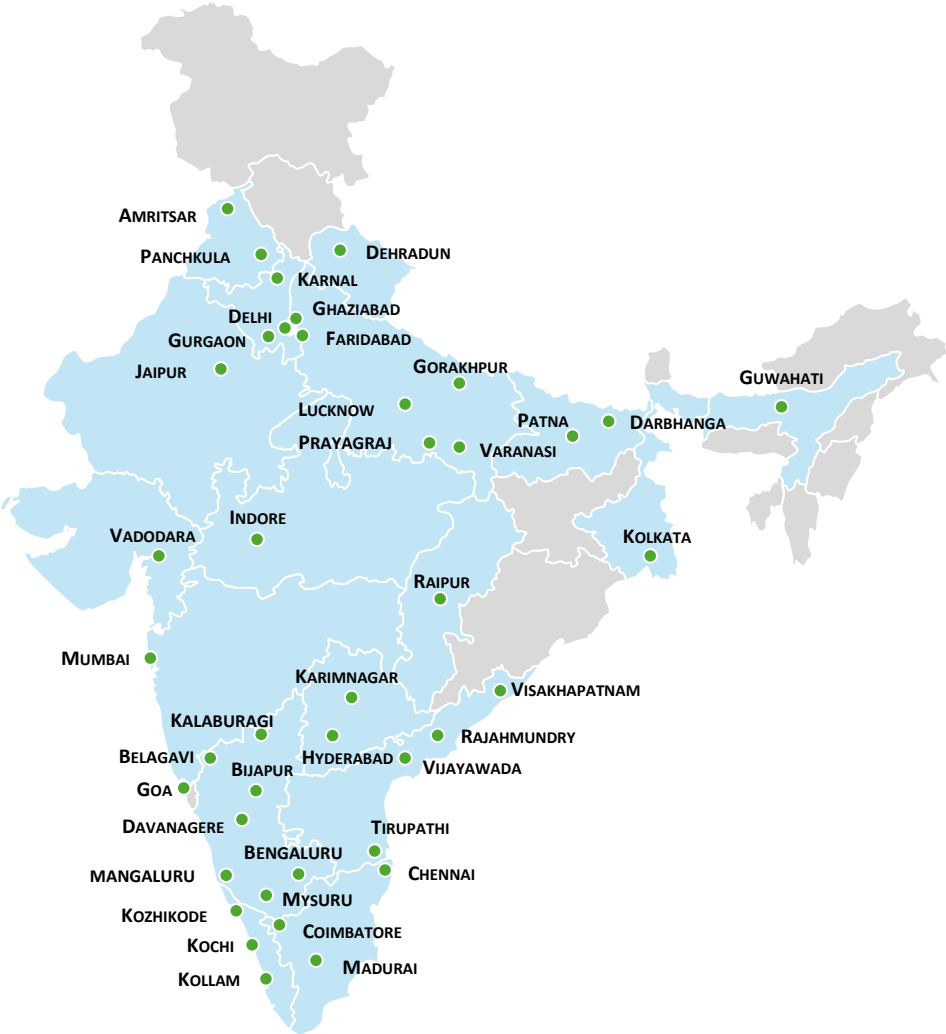 AMRITSAR
PANCHKULA
DEHRADUN
KARNAL
GHAZIABAD
DELHI
FARIDABAD
GURGAON
JAIPUR
GORAKHPUR
GUWAHATI
LUCKNOW
PATNA
DARBHANGA
PRAYAGRAJ
VARANASI
INDORE
VADODARA
KOLKATA
RAIPUR
MUMBAI
KARIMNAGAR
VISAKHAPATNAM
KALABURAGI
RAJAHMUNDRY
BELAGAVI
HYDERABAD
VIJAYAWADA
BIJAPUR
GOA
DAVANAGERE
TIRUPATHI
BENGALURU
CHENNAI
MANGALURU
MYSURU
KOZHIKODE
COIMBATORE
KOCHI
MADURAI
KOLLAM